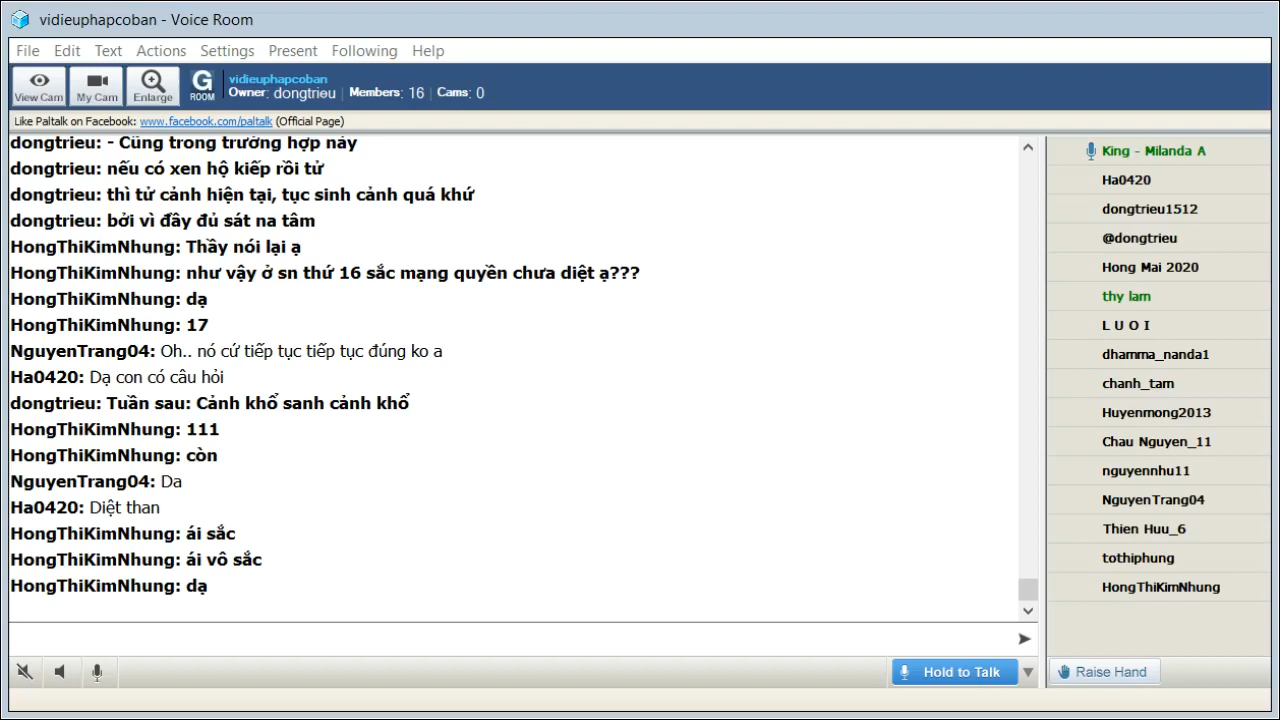 vidieuphapcoban - Voice Room
File Edit Text Actions Settings Present Following Help
View Cam My Cam Enlarge G ROOM
vidieuphapcoban
Owner: dongtrieu | Members: 16 | Cams: 0
Like Paltalk on Facebook: www.facebook.com/paltalk (Official Page)
dongtrieu: - Cũng trong trường hợp này
dongtrieu: nếu có xen hộ kiếp rồi tử
dongtrieu: thì tử cảnh hiện tại, tục sinh cảnh quá khứ
dongtrieu: bởi vì đầy đủ sát na tâm
HongThiKimNhung: Thầy nói lại ạ
HongThiKimNhung: như vậy ở sn thứ 16 sắc mạng quyền chưa diệt ạ???
HongThiKimNhung: dạ
HongThiKimNhung: 17
NguyenTrang04: Oh.. nó cứ tiếp tục tiếp tục đúng ko a
Ha0420: Dạ con có câu hỏi
dongtrieu: Tuần sau: Cảnh khổ sanh cảnh khổ
HongThiKimNhung: 111
HongThiKimNhung: còn
NguyenTrang04: Da
Ha0420: Diệt than
HongThiKimNhung: ái sắc
HongThiKimNhung: ái vô sắc
HongThiKimNhung: dạ
King - Milanda A
Ha0420
dongtrieu1512
@dongtrieu
Hong Mai 2020
thy lam
L U O I
dhamma_nanda1
chanh_tam
Huyenmong2013
Chau Nguyen_11
nguyennhu11
NguyenTrang04
Thien Huu_6
tothiphung
HongThiKimNhung
Hold to Talk
Raise Hand